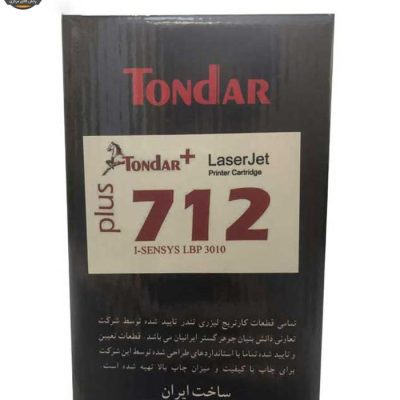 TONDAR
TONDAR+
LaserJet
Printer Cartridge
plus
712
I-SENSYS LBP 3010
تمامی قطعات کارتریج لیزری تندر تایید شده توسط شرکت
تعاونی دانش بنیان جوهر گستر ایرانیان می باشد . قطعات تعیین
و تایید شده تماما با استانداردهای طراحی شده توسط این شرکت
برای چاپ با کیفیت و میزان چاپ بالا تهیه شده است
ساخت ایران